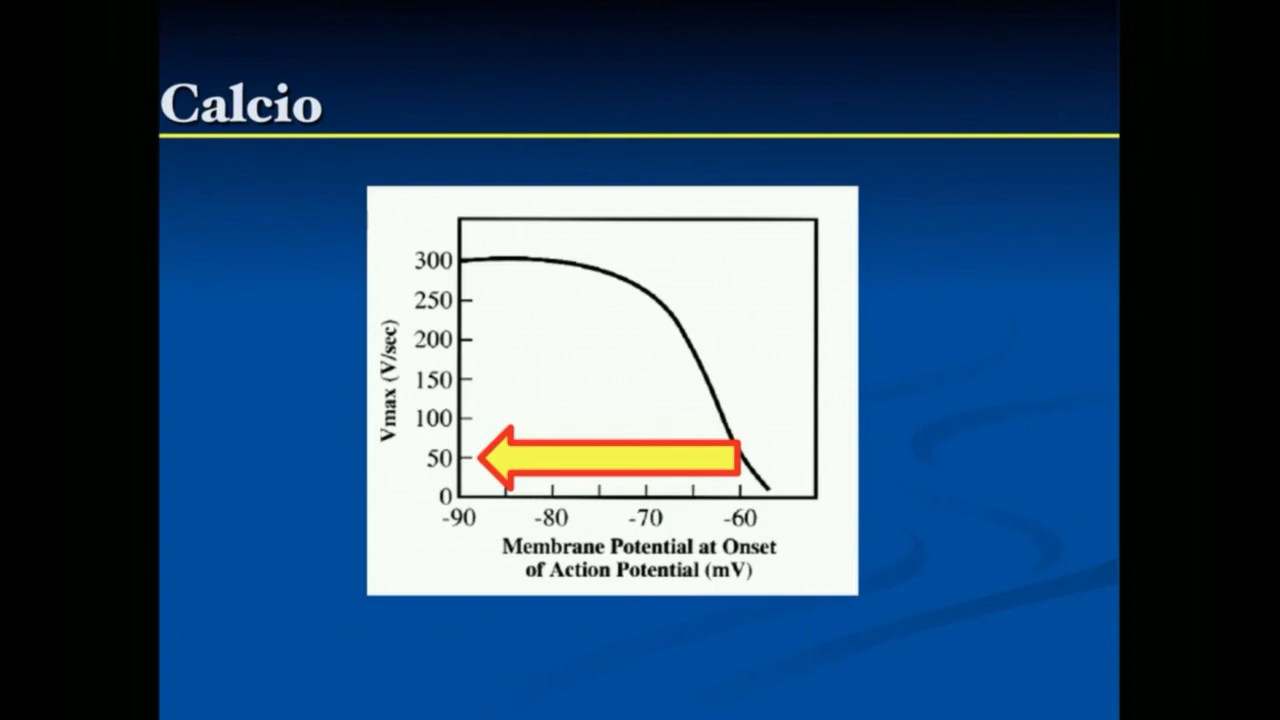 Calcio
300
250
200
150
100
50
0
Vmax (V/sec)
-90 -80 -70 -60
Membrane Potential at Onset
of Action Potential (mV)